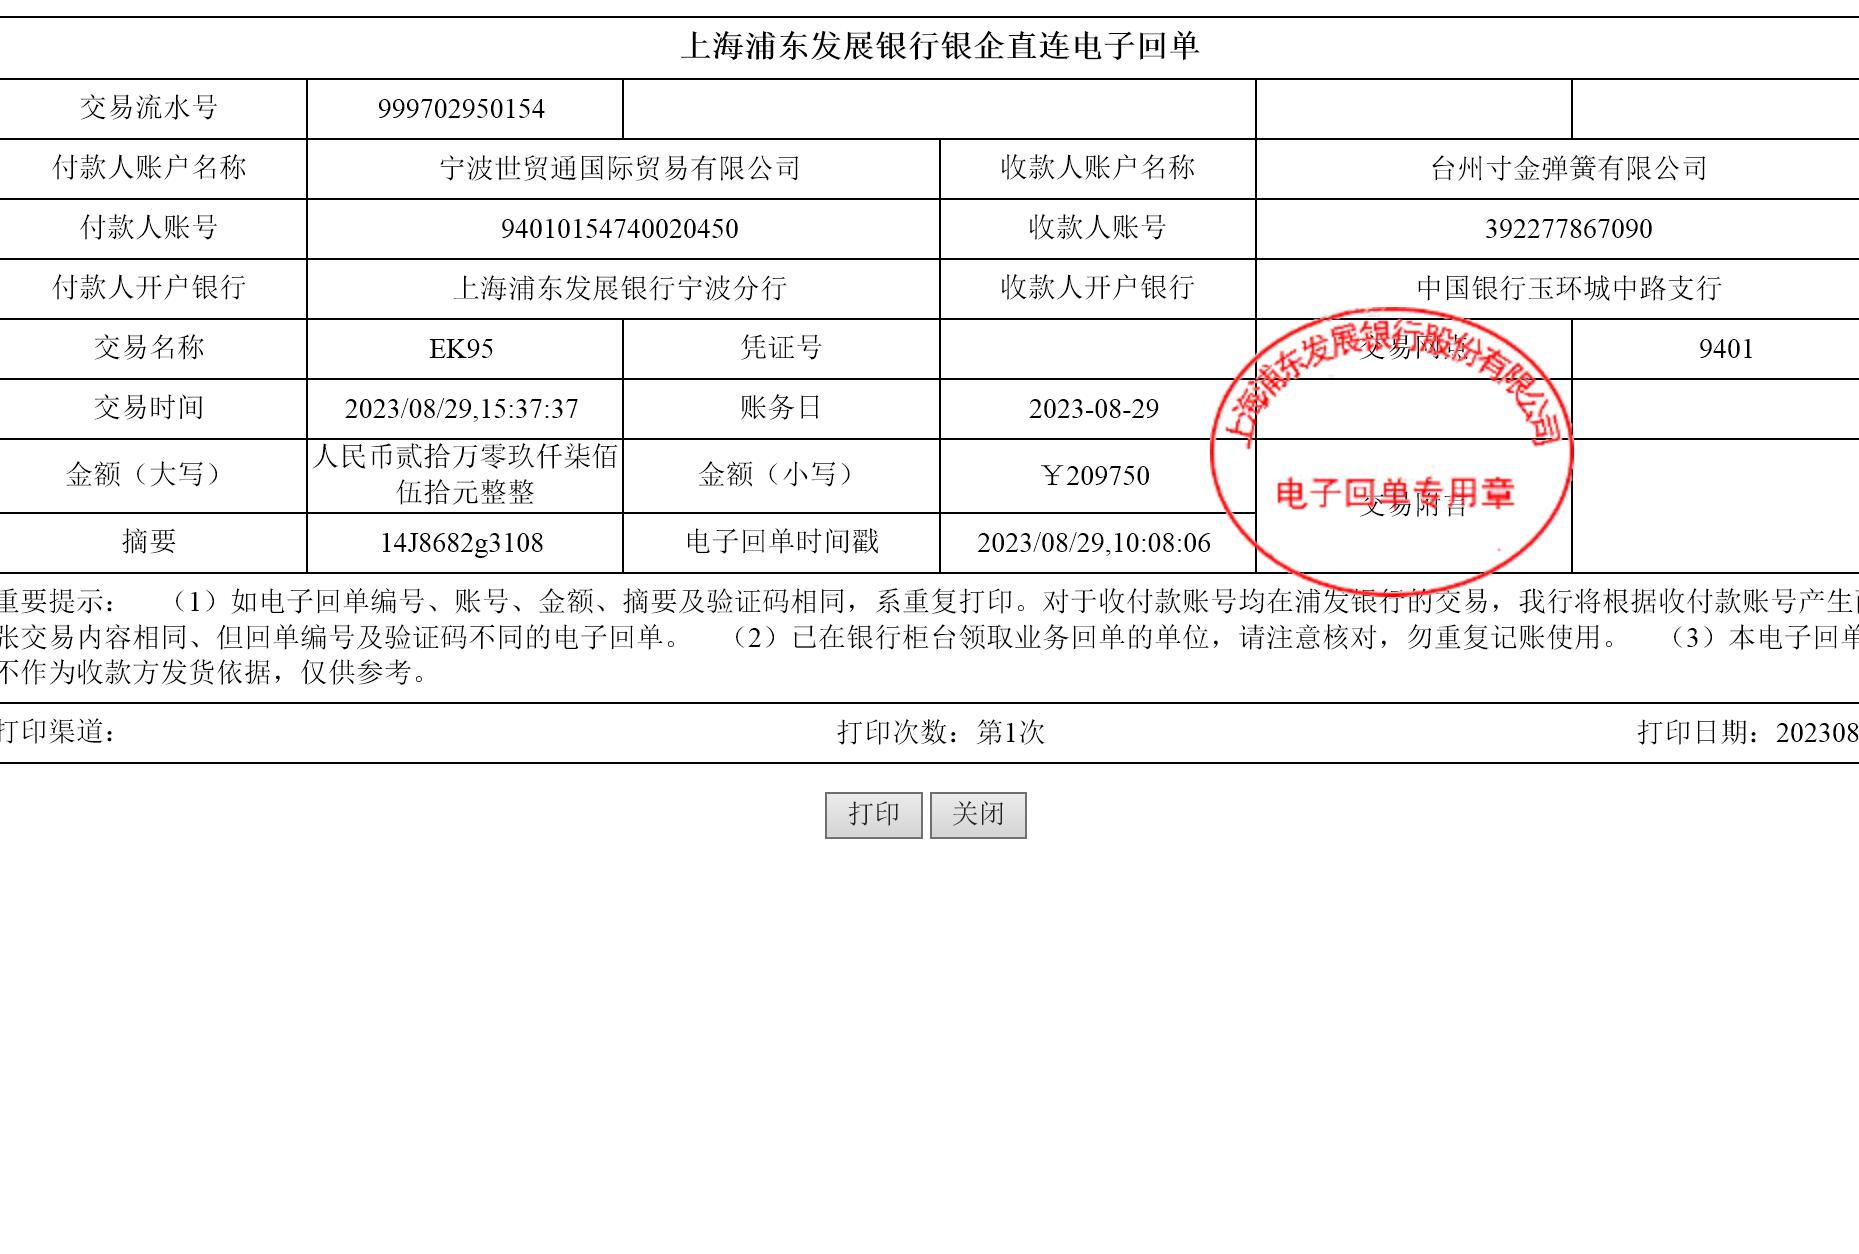 上海浦东发展银行银企直连电子回单
交易流水号 999702950154
付款人账户名称 宁波世贸通国际贸易有限公司 收款人账户名称 台州寸金弹簧有限公司
付款人账号 94010154740020450 收款人账号 392277867090
付款人开户银行 上海浦东发展银行宁波分行 收款人开户银行 中国银行玉环城中路支行
交易名称 EK95 凭证号 交易网点 9401
交易时间 2023/08/29,15:37:37 账务日 2023-08-29
金额（大写） 人民币贰拾万零玖仟柒佰
伍拾元整整 金额（小写） ￥209750
交易附言
摘要 14J8682g3108 电子回单时间戳 2023/08/29,10:08:06
上海浦东发展银行股份有限公司
电子回单专用章
重要提示： （1）如电子回单编号、账号、金额、摘要及验证码相同，系重复打印。对于收付款账号均在浦发银行的交易，我行将根据收付款账号产生
张交易内容相同、但回单编号及验证码不同的电子回单。 （2）已在银行柜台领取业务回单的单位，请注意核对，勿重复记账使用。 （3）本电子回单
不作为收款方发货依据，仅供参考。
打印渠道： 打印次数：第1次 打印日期：202308
打印 关闭